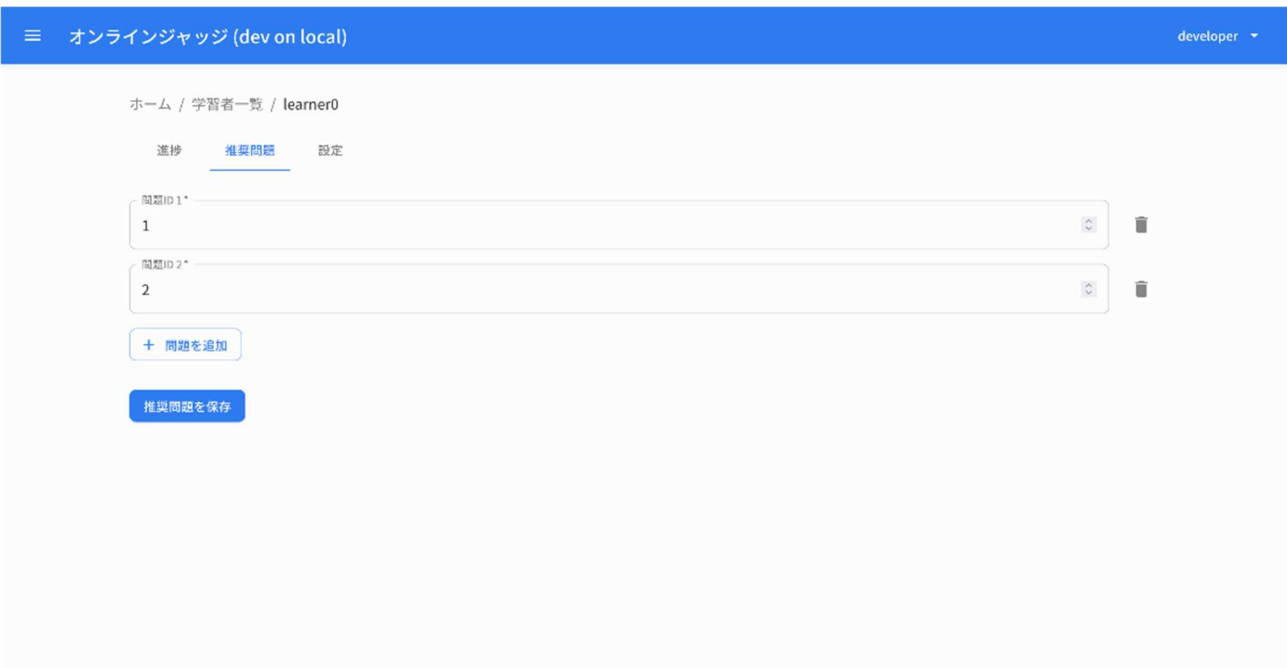 オンラインジャッジ (dev on local)
developer
ホーム / 学習者一覧 / learner0
進捗 推奨問題 設定
問題ID 1 *
1
問題ID 2 *
2
+ 問題を追加
推奨問題を保存